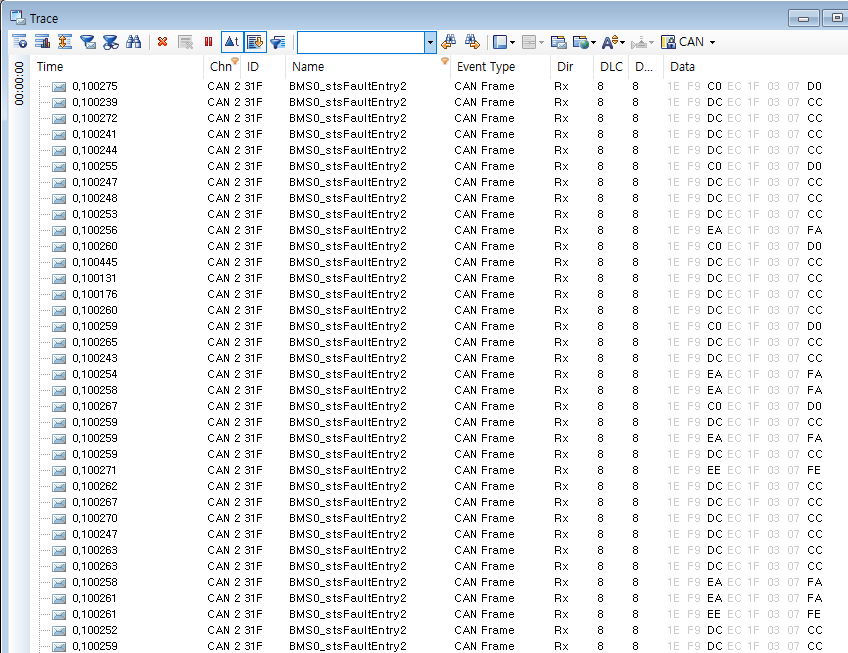 Trace
Δt CAN
00:00:00
Time Chn ID Name Event Type Dir DLC D... Data
0,100275 CAN 2 31F BMS0_stsFaultEntry2 CAN Frame Rx 8 8 1E F9 C0 EC 1F 03 07 D0
0,100239 CAN 2 31F BMS0_stsFaultEntry2 CAN Frame Rx 8 8 1E F9 DC EC 1F 03 07 CC
0,100272 CAN 2 31F BMS0_stsFaultEntry2 CAN Frame Rx 8 8 1E F9 DC EC 1F 03 07 CC
0,100241 CAN 2 31F BMS0_stsFaultEntry2 CAN Frame Rx 8 8 1E F9 DC EC 1F 03 07 CC
0,100244 CAN 2 31F BMS0_stsFaultEntry2 CAN Frame Rx 8 8 1E F9 DC EC 1F 03 07 CC
0,100255 CAN 2 31F BMS0_stsFaultEntry2 CAN Frame Rx 8 8 1E F9 C0 EC 1F 03 07 D0
0,100247 CAN 2 31F BMS0_stsFaultEntry2 CAN Frame Rx 8 8 1E F9 DC EC 1F 03 07 CC
0,100248 CAN 2 31F BMS0_stsFaultEntry2 CAN Frame Rx 8 8 1E F9 DC EC 1F 03 07 CC
0,100253 CAN 2 31F BMS0_stsFaultEntry2 CAN Frame Rx 8 8 1E F9 DC EC 1F 03 07 CC
0,100256 CAN 2 31F BMS0_stsFaultEntry2 CAN Frame Rx 8 8 1E F9 EA EC 1F 03 07 FA
0,100260 CAN 2 31F BMS0_stsFaultEntry2 CAN Frame Rx 8 8 1E F9 C0 EC 1F 03 07 D0
0,100445 CAN 2 31F BMS0_stsFaultEntry2 CAN Frame Rx 8 8 1E F9 DC EC 1F 03 07 CC
0,100131 CAN 2 31F BMS0_stsFaultEntry2 CAN Frame Rx 8 8 1E F9 DC EC 1F 03 07 CC
0,100176 CAN 2 31F BMS0_stsFaultEntry2 CAN Frame Rx 8 8 1E F9 DC EC 1F 03 07 CC
0,100260 CAN 2 31F BMS0_stsFaultEntry2 CAN Frame Rx 8 8 1E F9 DC EC 1F 03 07 CC
0,100259 CAN 2 31F BMS0_stsFaultEntry2 CAN Frame Rx 8 8 1E F9 C0 EC 1F 03 07 D0
0,100265 CAN 2 31F BMS0_stsFaultEntry2 CAN Frame Rx 8 8 1E F9 DC EC 1F 03 07 CC
0,100243 CAN 2 31F BMS0_stsFaultEntry2 CAN Frame Rx 8 8 1E F9 DC EC 1F 03 07 CC
0,100254 CAN 2 31F BMS0_stsFaultEntry2 CAN Frame Rx 8 8 1E F9 EA EC 1F 03 07 FA
0,100258 CAN 2 31F BMS0_stsFaultEntry2 CAN Frame Rx 8 8 1E F9 EA EC 1F 03 07 FA
0,100267 CAN 2 31F BMS0_stsFaultEntry2 CAN Frame Rx 8 8 1E F9 C0 EC 1F 03 07 D0
0,100259 CAN 2 31F BMS0_stsFaultEntry2 CAN Frame Rx 8 8 1E F9 DC EC 1F 03 07 CC
0,100259 CAN 2 31F BMS0_stsFaultEntry2 CAN Frame Rx 8 8 1E F9 EA EC 1F 03 07 FA
0,100259 CAN 2 31F BMS0_stsFaultEntry2 CAN Frame Rx 8 8 1E F9 DC EC 1F 03 07 CC
0,100271 CAN 2 31F BMS0_stsFaultEntry2 CAN Frame Rx 8 8 1E F9 EE EC 1F 03 07 FE
0,100262 CAN 2 31F BMS0_stsFaultEntry2 CAN Frame Rx 8 8 1E F9 DC EC 1F 03 07 CC
0,100267 CAN 2 31F BMS0_stsFaultEntry2 CAN Frame Rx 8 8 1E F9 DC EC 1F 03 07 CC
0,100270 CAN 2 31F BMS0_stsFaultEntry2 CAN Frame Rx 8 8 1E F9 DC EC 1F 03 07 CC
0,100247 CAN 2 31F BMS0_stsFaultEntry2 CAN Frame Rx 8 8 1E F9 DC EC 1F 03 07 CC
0,100263 CAN 2 31F BMS0_stsFaultEntry2 CAN Frame Rx 8 8 1E F9 DC EC 1F 03 07 CC
0,100263 CAN 2 31F BMS0_stsFaultEntry2 CAN Frame Rx 8 8 1E F9 DC EC 1F 03 07 CC
0,100258 CAN 2 31F BMS0_stsFaultEntry2 CAN Frame Rx 8 8 1E F9 EA EC 1F 03 07 FA
0,100261 CAN 2 31F BMS0_stsFaultEntry2 CAN Frame Rx 8 8 1E F9 EA EC 1F 03 07 FA
0,100261 CAN 2 31F BMS0_stsFaultEntry2 CAN Frame Rx 8 8 1E F9 EE EC 1F 03 07 FE
0,100252 CAN 2 31F BMS0_stsFaultEntry2 CAN Frame Rx 8 8 1E F9 DC EC 1F 03 07 CC
0,100259 CAN 2 31F BMS0_stsFaultEntry2 CAN Frame Rx 8 8 1E F9 DC EC 1F 03 07 CC